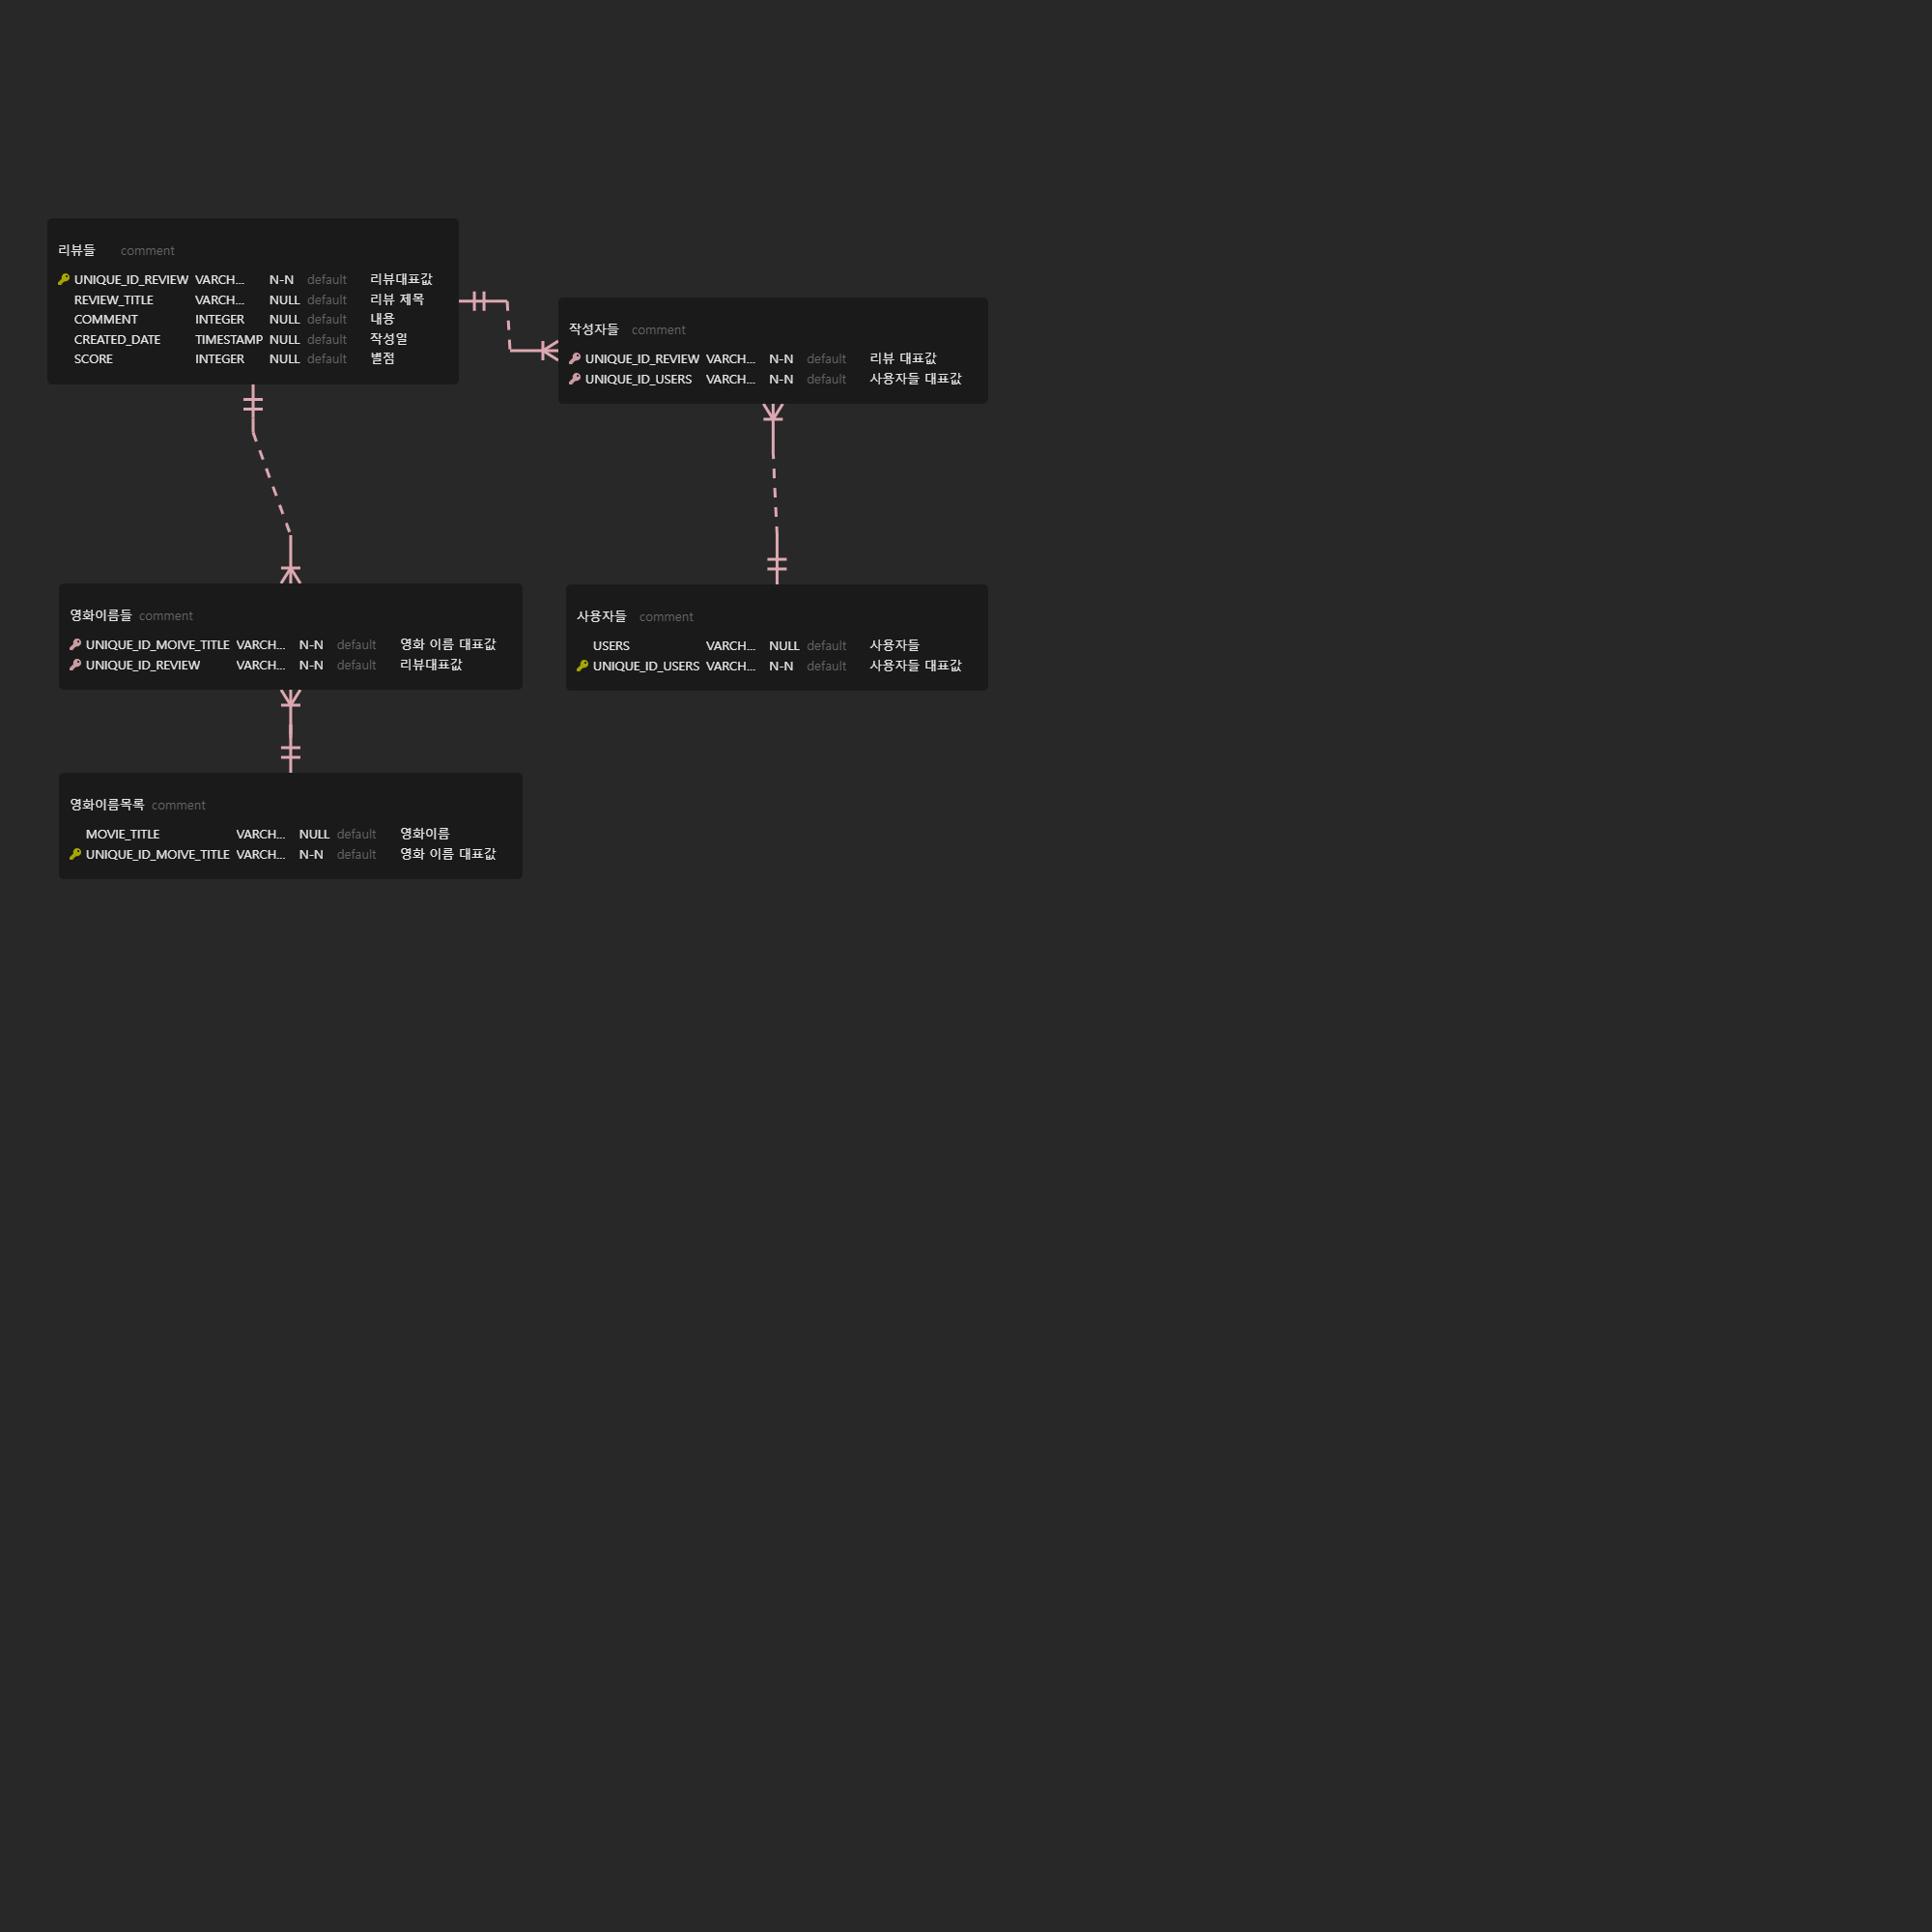 리뷰들 comment
UNIQUE_ID_REVIEW VARCH... N-N default 리뷰대표값
REVIEW_TITLE VARCH... NULL default 리뷰 제목
COMMENT INTEGER NULL default 내용
CREATED_DATE TIMESTAMP NULL default 작성일
SCORE INTEGER NULL default 별점
작성자들 comment
UNIQUE_ID_REVIEW VARCH... N-N default 리뷰 대표값
UNIQUE_ID_USERS VARCH... N-N default 사용자들 대표값
영화이름들 comment
UNIQUE_ID_MOIVE_TITLE VARCH... N-N default 영화 이름 대표값
UNIQUE_ID_REVIEW VARCH... N-N default 리뷰대표값
사용자들 comment
USERS VARCH... NULL default 사용자들
UNIQUE_ID_USERS VARCH... N-N default 사용자들 대표값
영화이름목록 comment
MOVIE_TITLE VARCH... NULL default 영화이름
UNIQUE_ID_MOIVE_TITLE VARCH... N-N default 영화 이름 대표값